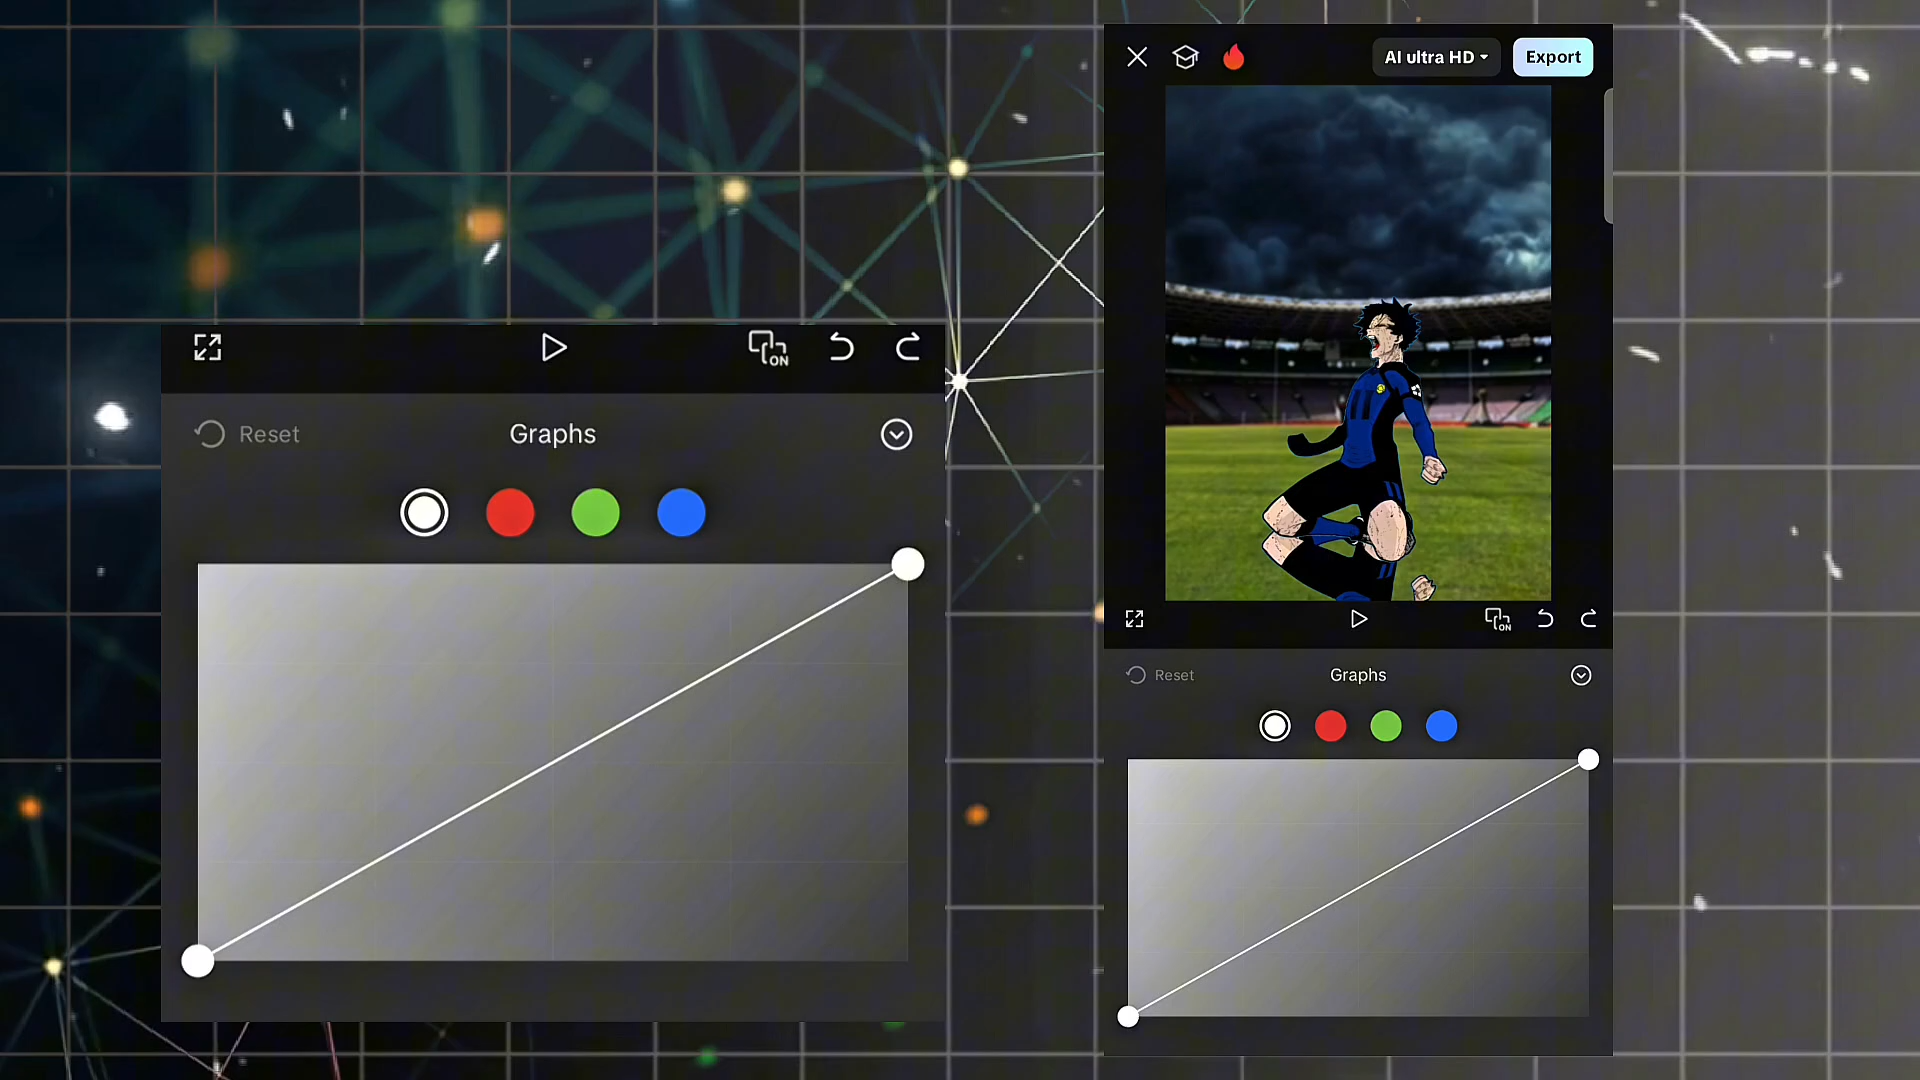 AI ultra HD
Export
ON
Reset
Graphs
ON
Reset
Graphs